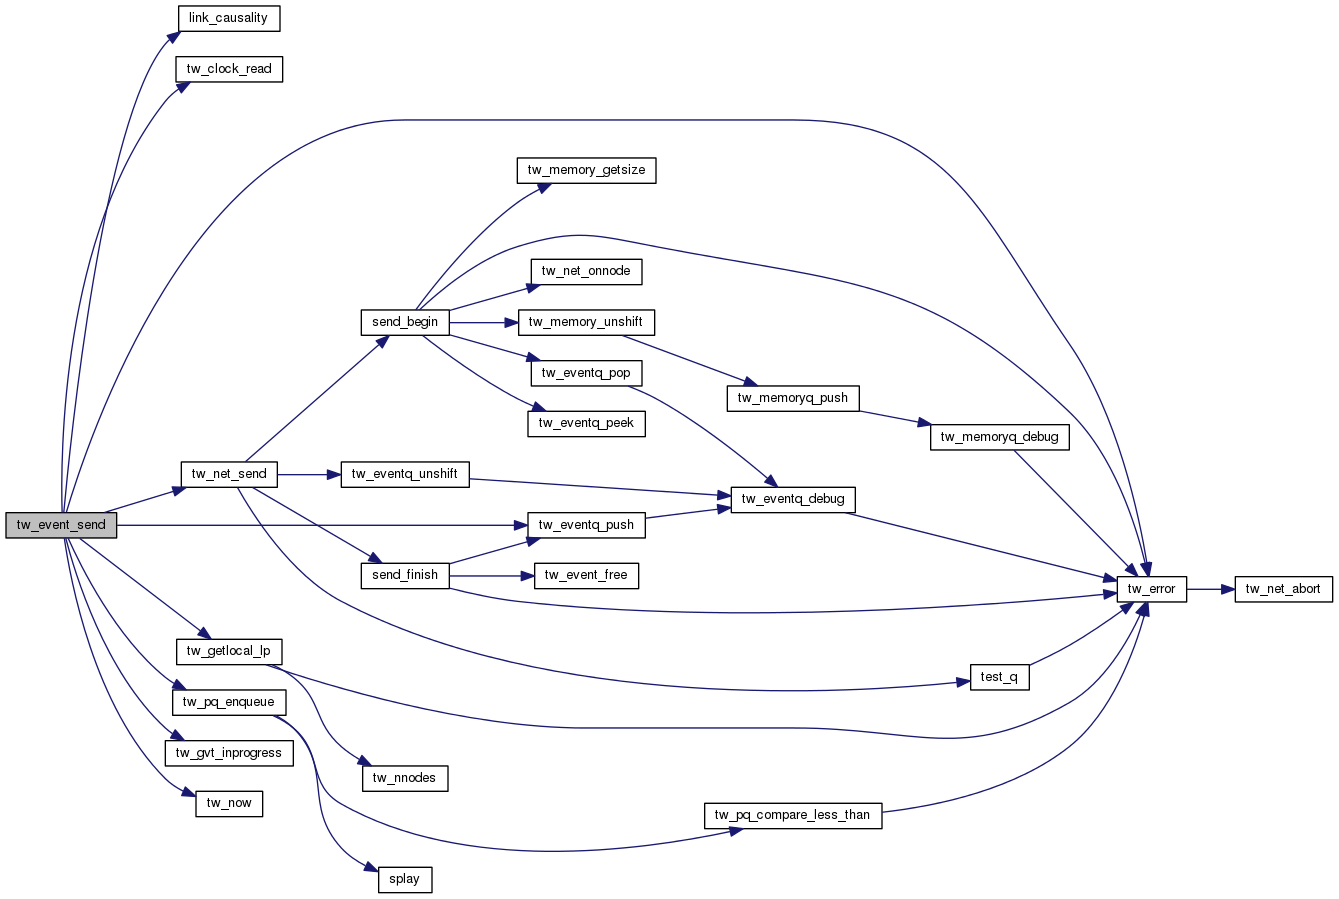 link_causality
tw_clock_read
tw_memory_getsize
tw_net_onnode
send_begin
tw_memory_unshift
tw_eventq_pop
tw_memoryq_push
tw_eventq_peek
tw_memoryq_debug
tw_net_send
tw_eventq_unshift
tw_eventq_debug
tw_event_send
tw_eventq_push
send_finish
tw_event_free
tw_error
tw_net_abort
tw_getlocal_lp
test_q
tw_pq_enqueue
tw_gvt_inprogress
tw_nnodes
tw_now
tw_pq_compare_less_than
splay